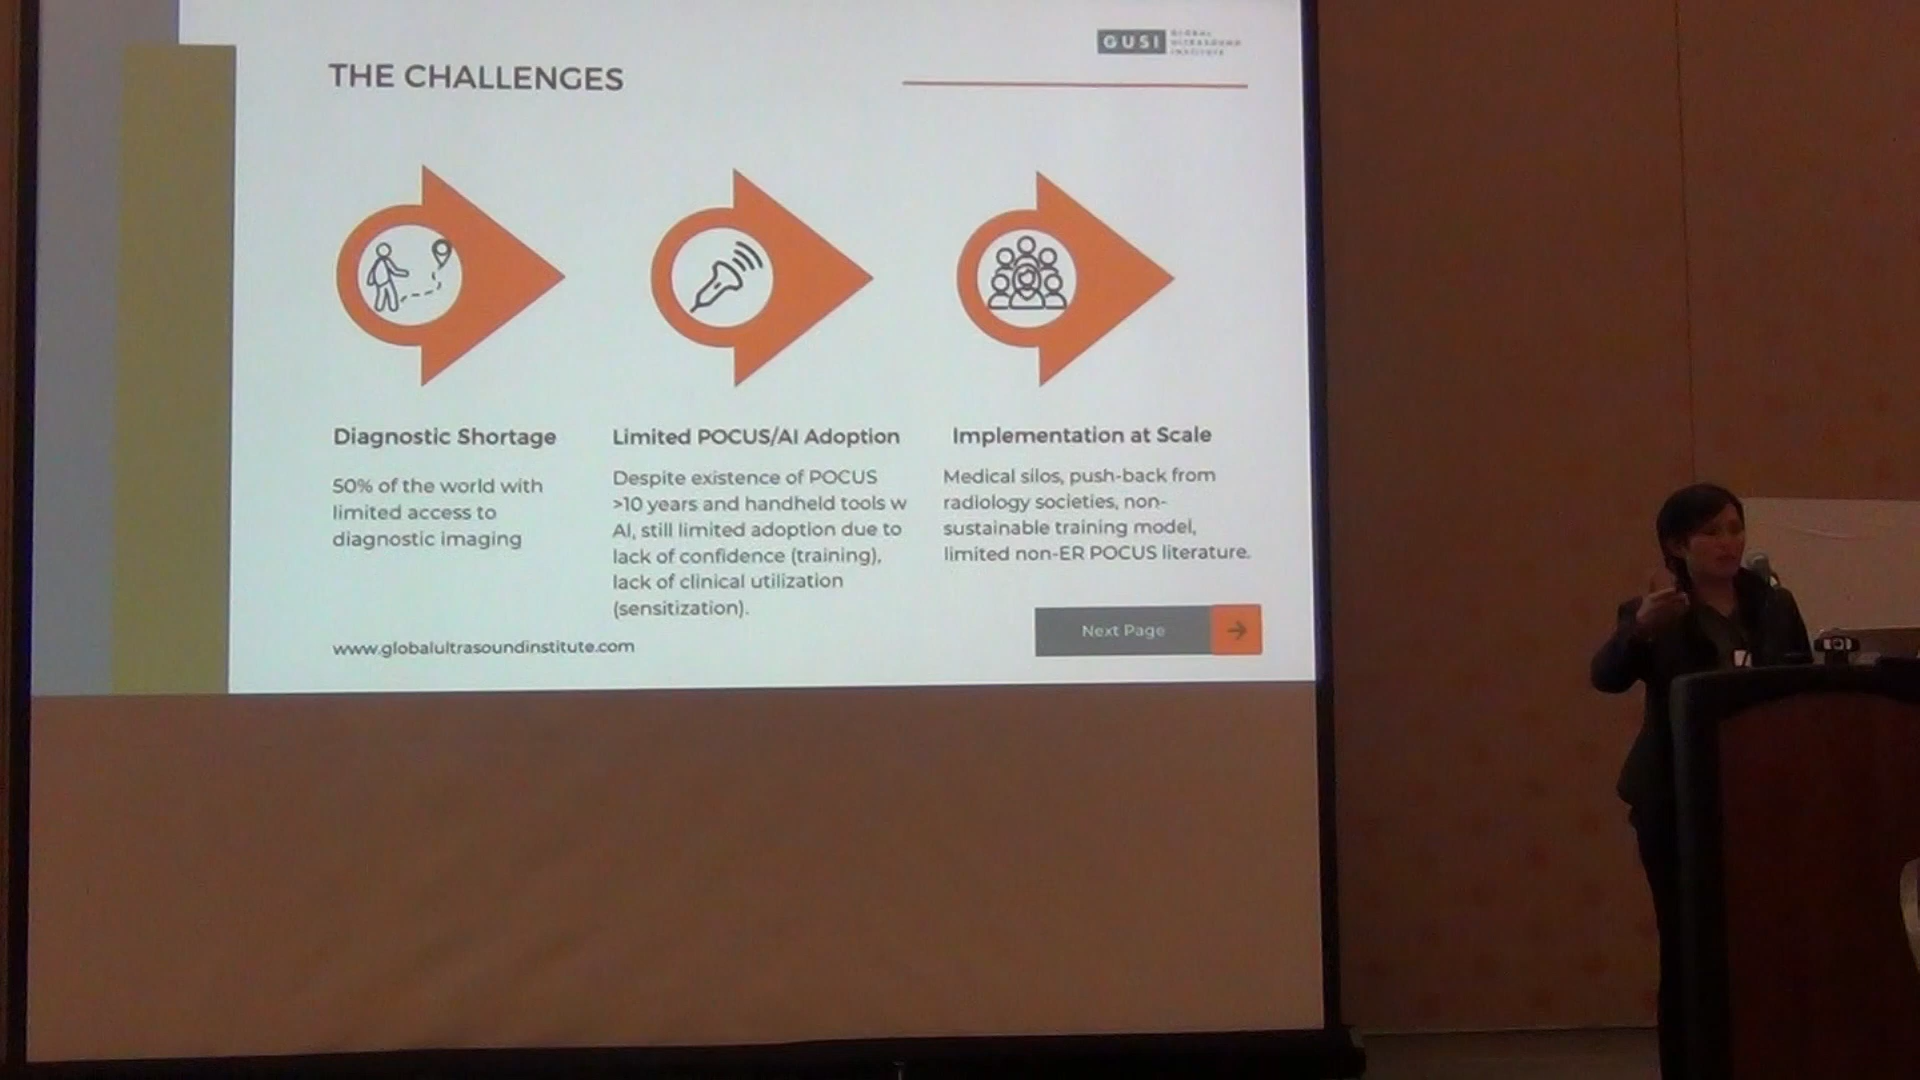 GUSI
GLOBAL
ULTRASOUND
INSTITUTE
THE CHALLENGES
Diagnostic Shortage
50% of the world with
limited access to
diagnostic imaging
Limited POCUS/AI Adoption
Despite existence of POCUS
>10 years and handheld tools w
AI, still limited adoption due to
lack of confidence (training),
lack of clinical utilization
(sensitization).
Implementation at Scale
Medical silos, push-back from
radiology societies, non-
sustainable training model,
limited non-ER POCUS literature.
www.globalultrasoundinstitute.com
Next Page